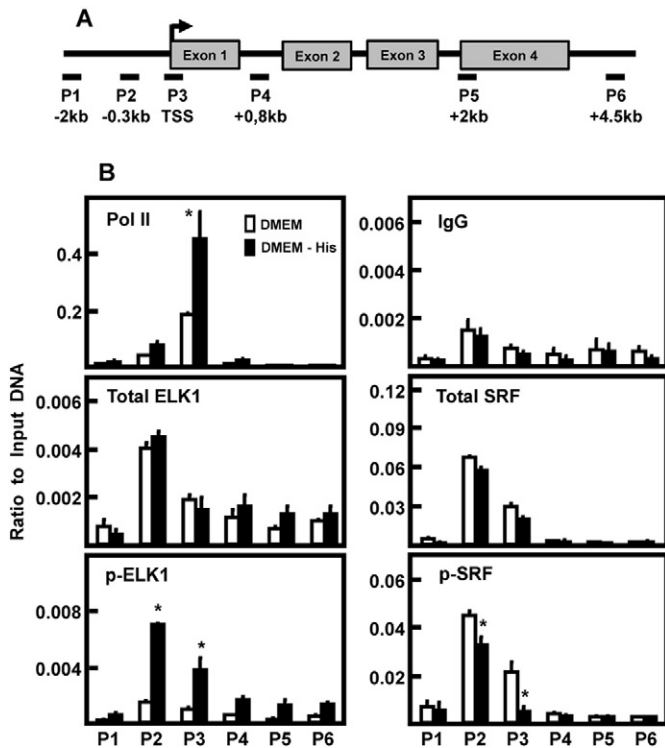 A
Exon 1 Exon 2 Exon 3 Exon 4
P1 P2 P3 P4 P5 P6
-2kb -0.3kb TSS +0,8kb +2kb +4.5kb
B
Ratio to Input DNA
Pol II
* DMEM
DMEM - His
0.4
0.2
IgG
0.006
0.004
0.002
Total ELK1
0.006
0.004
0.002
Total SRF
0.12
0.09
0.06
0.03
p-ELK1
0.008
0.004
* *
P1 P2 P3 P4 P5 P6
p-SRF
0.06
0.04
0.02
* *
P1 P2 P3 P4 P5 P6